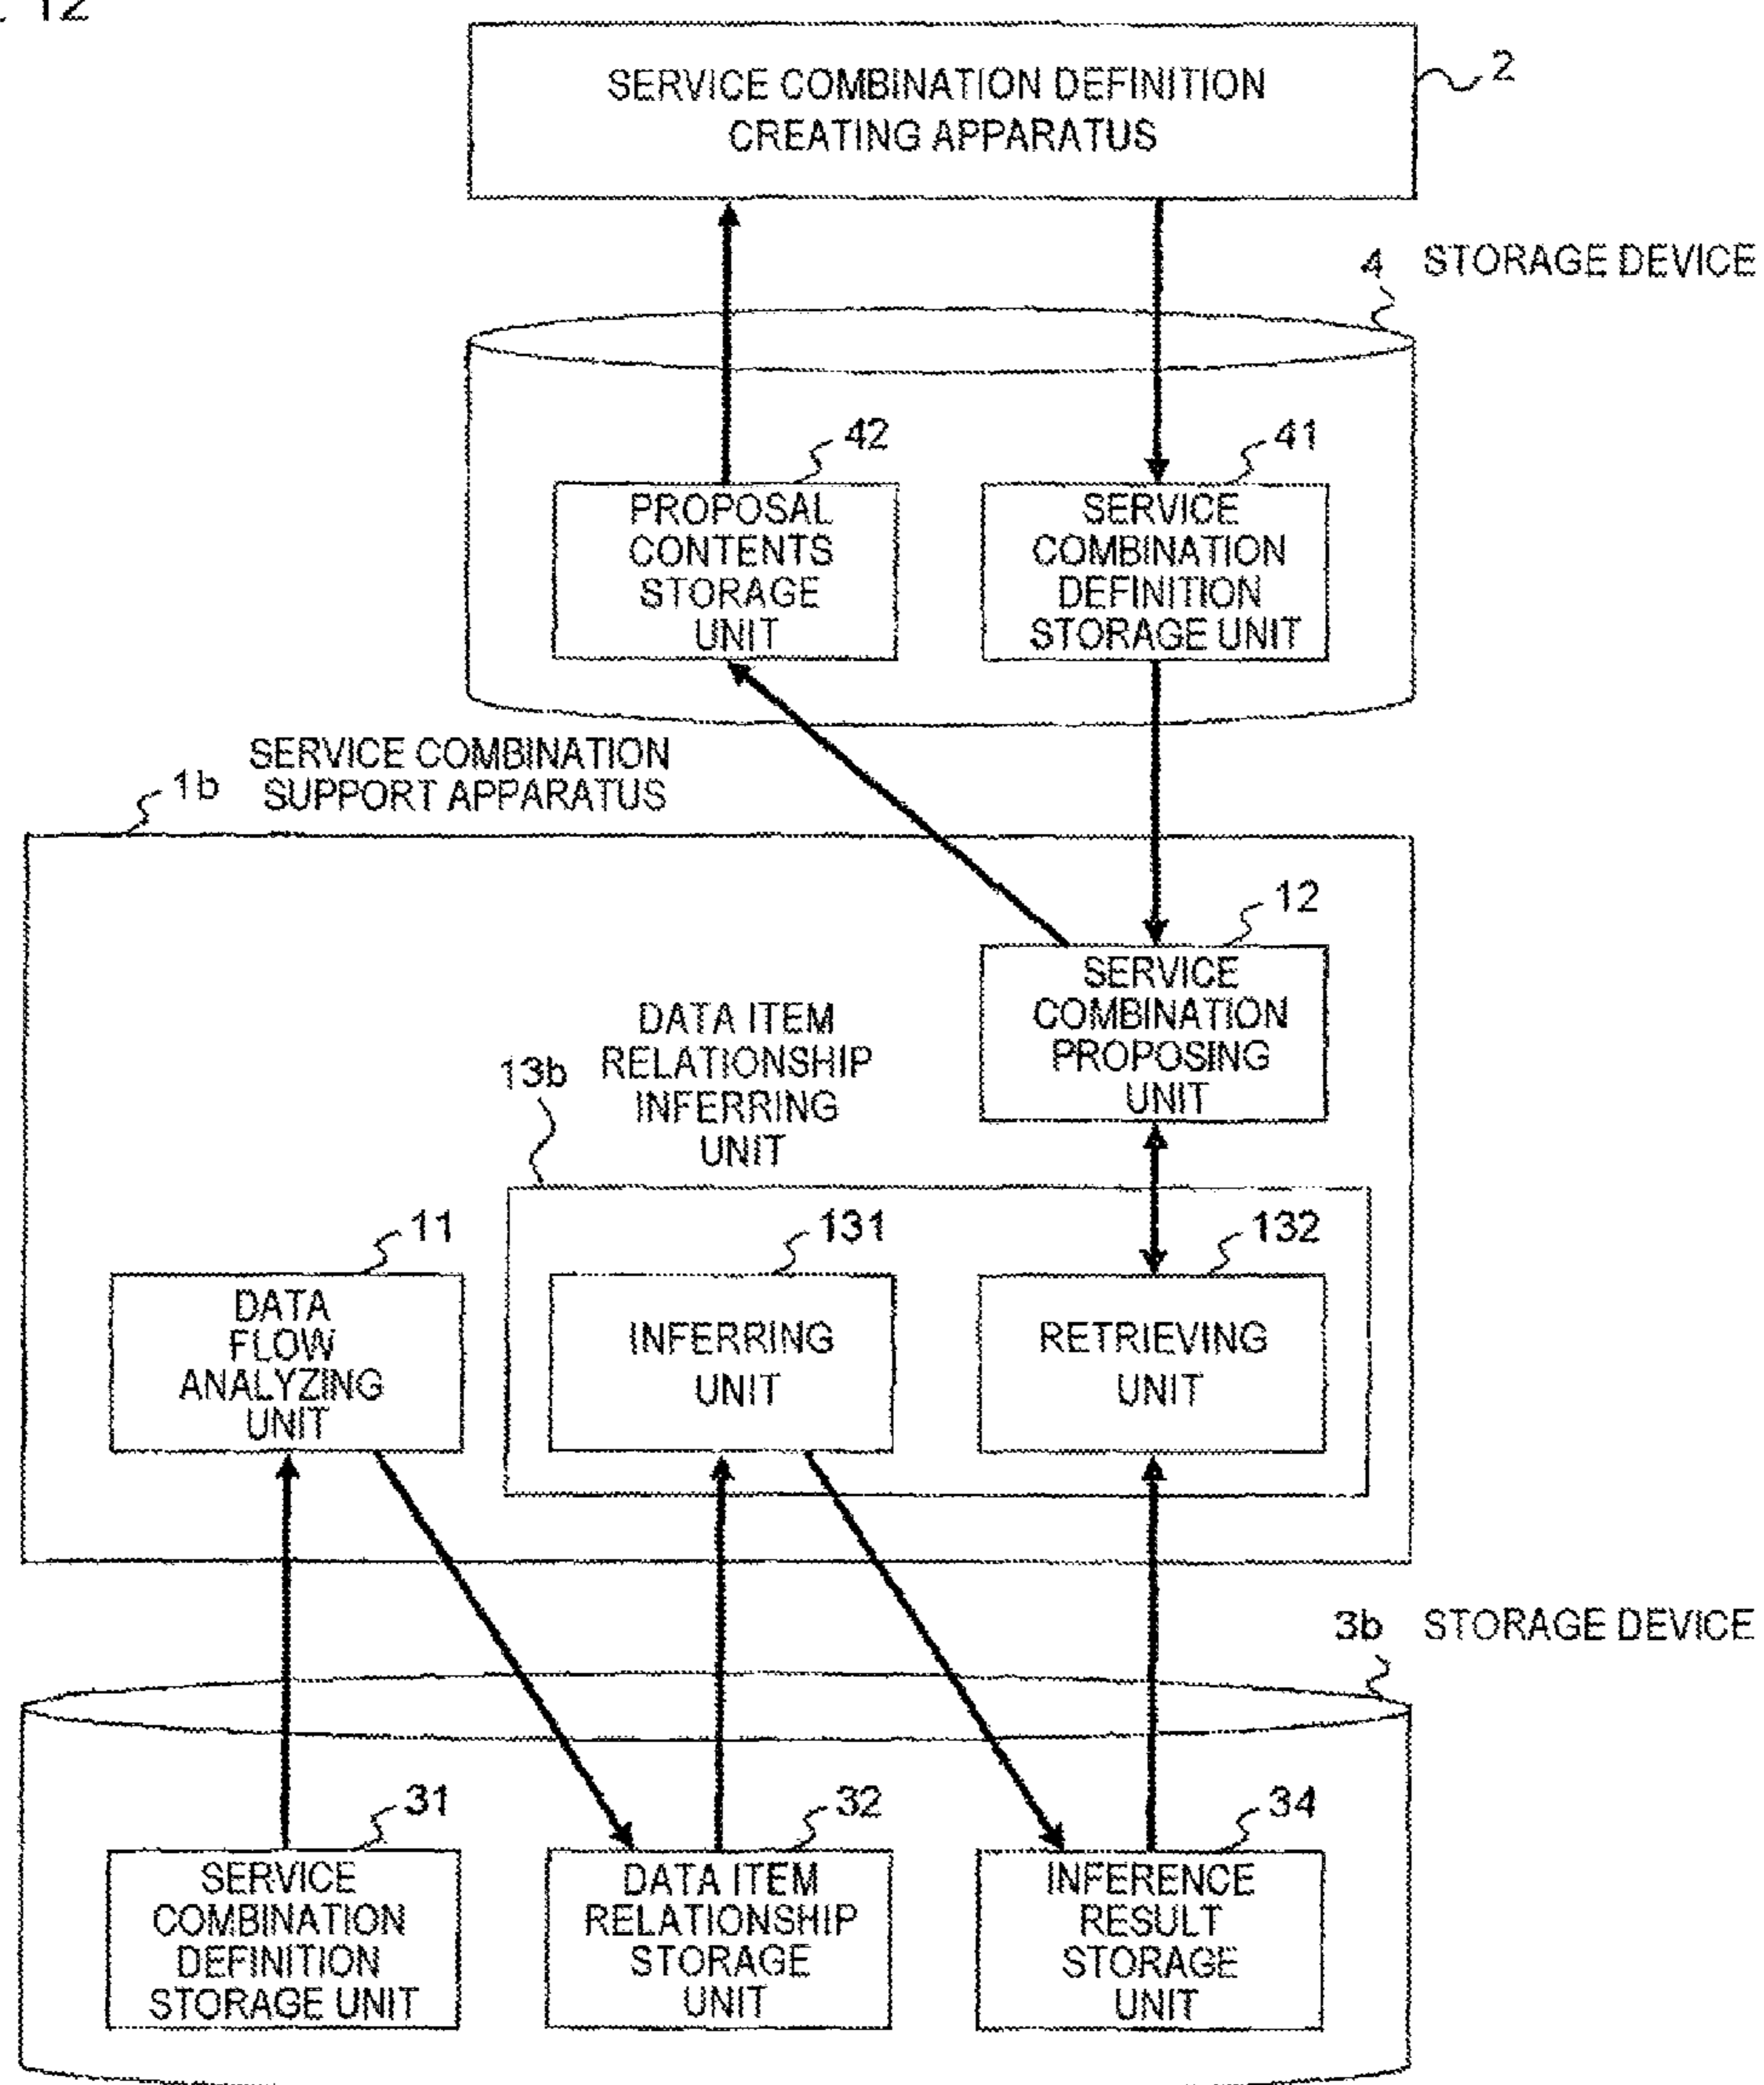 12
SERVICE COMBINATION DEFINITION
CREATING APPARATUS
2
4 STORAGE DEVICE
42
41
PROPOSAL
CONTENTS
STORAGE
UNIT
SERVICE
COMBINATION
DEFINITION
STORAGE UNIT
SERVICE COMBINATION
SUPPORT APPARATUS
1b
12
SERVICE
COMBINATION
PROPOSING
UNIT
DATA ITEM
RELATIONSHIP
INFERRING
UNIT
13b
11
131
132
DATA
FLOW
ANALYZING
UNIT
INFERRING
UNIT
RETRIEVING
UNIT
3b STORAGE DEVICE
31
32
34
SERVICE
COMBINATION
DEFINITION
STORAGE UNIT
DATA ITEM
RELATIONSHIP
STORAGE
UNIT
INFERENCE
RESULT
STORAGE
UNIT